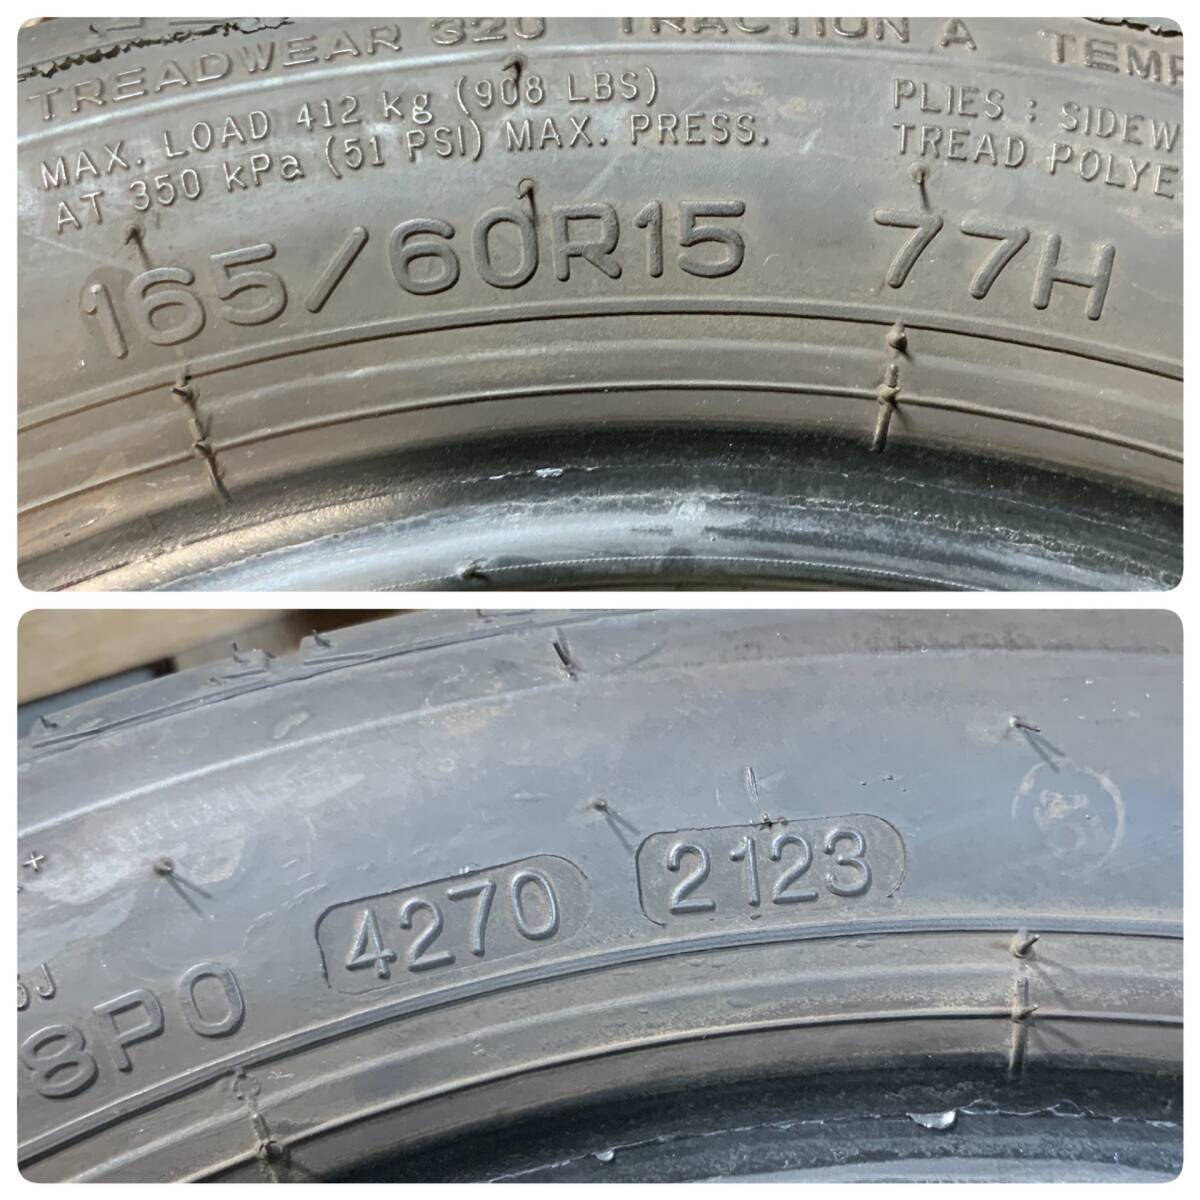 TREADWEAR 320 TRACTION A TEMP
MAX. LOAD 412 kg (908 LBS)
AT 350 kPa (51 PSI) MAX. PRESS.
PLIES : SIDEW
TREAD POLYE
165/60R15 77H
4270 2123
J
8P0